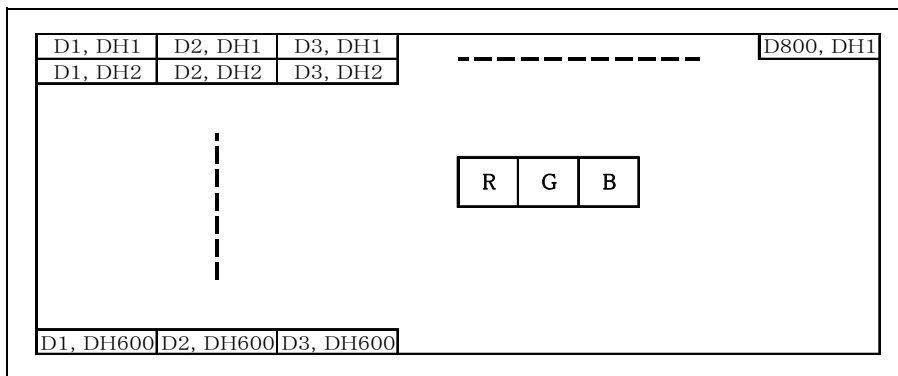 D1, DH1 D2, DH1 D3, DH1 D800, DH1
D1, DH2 D2, DH2 D3, DH2
R G B
D1, DH600 D2, DH600 D3, DH600